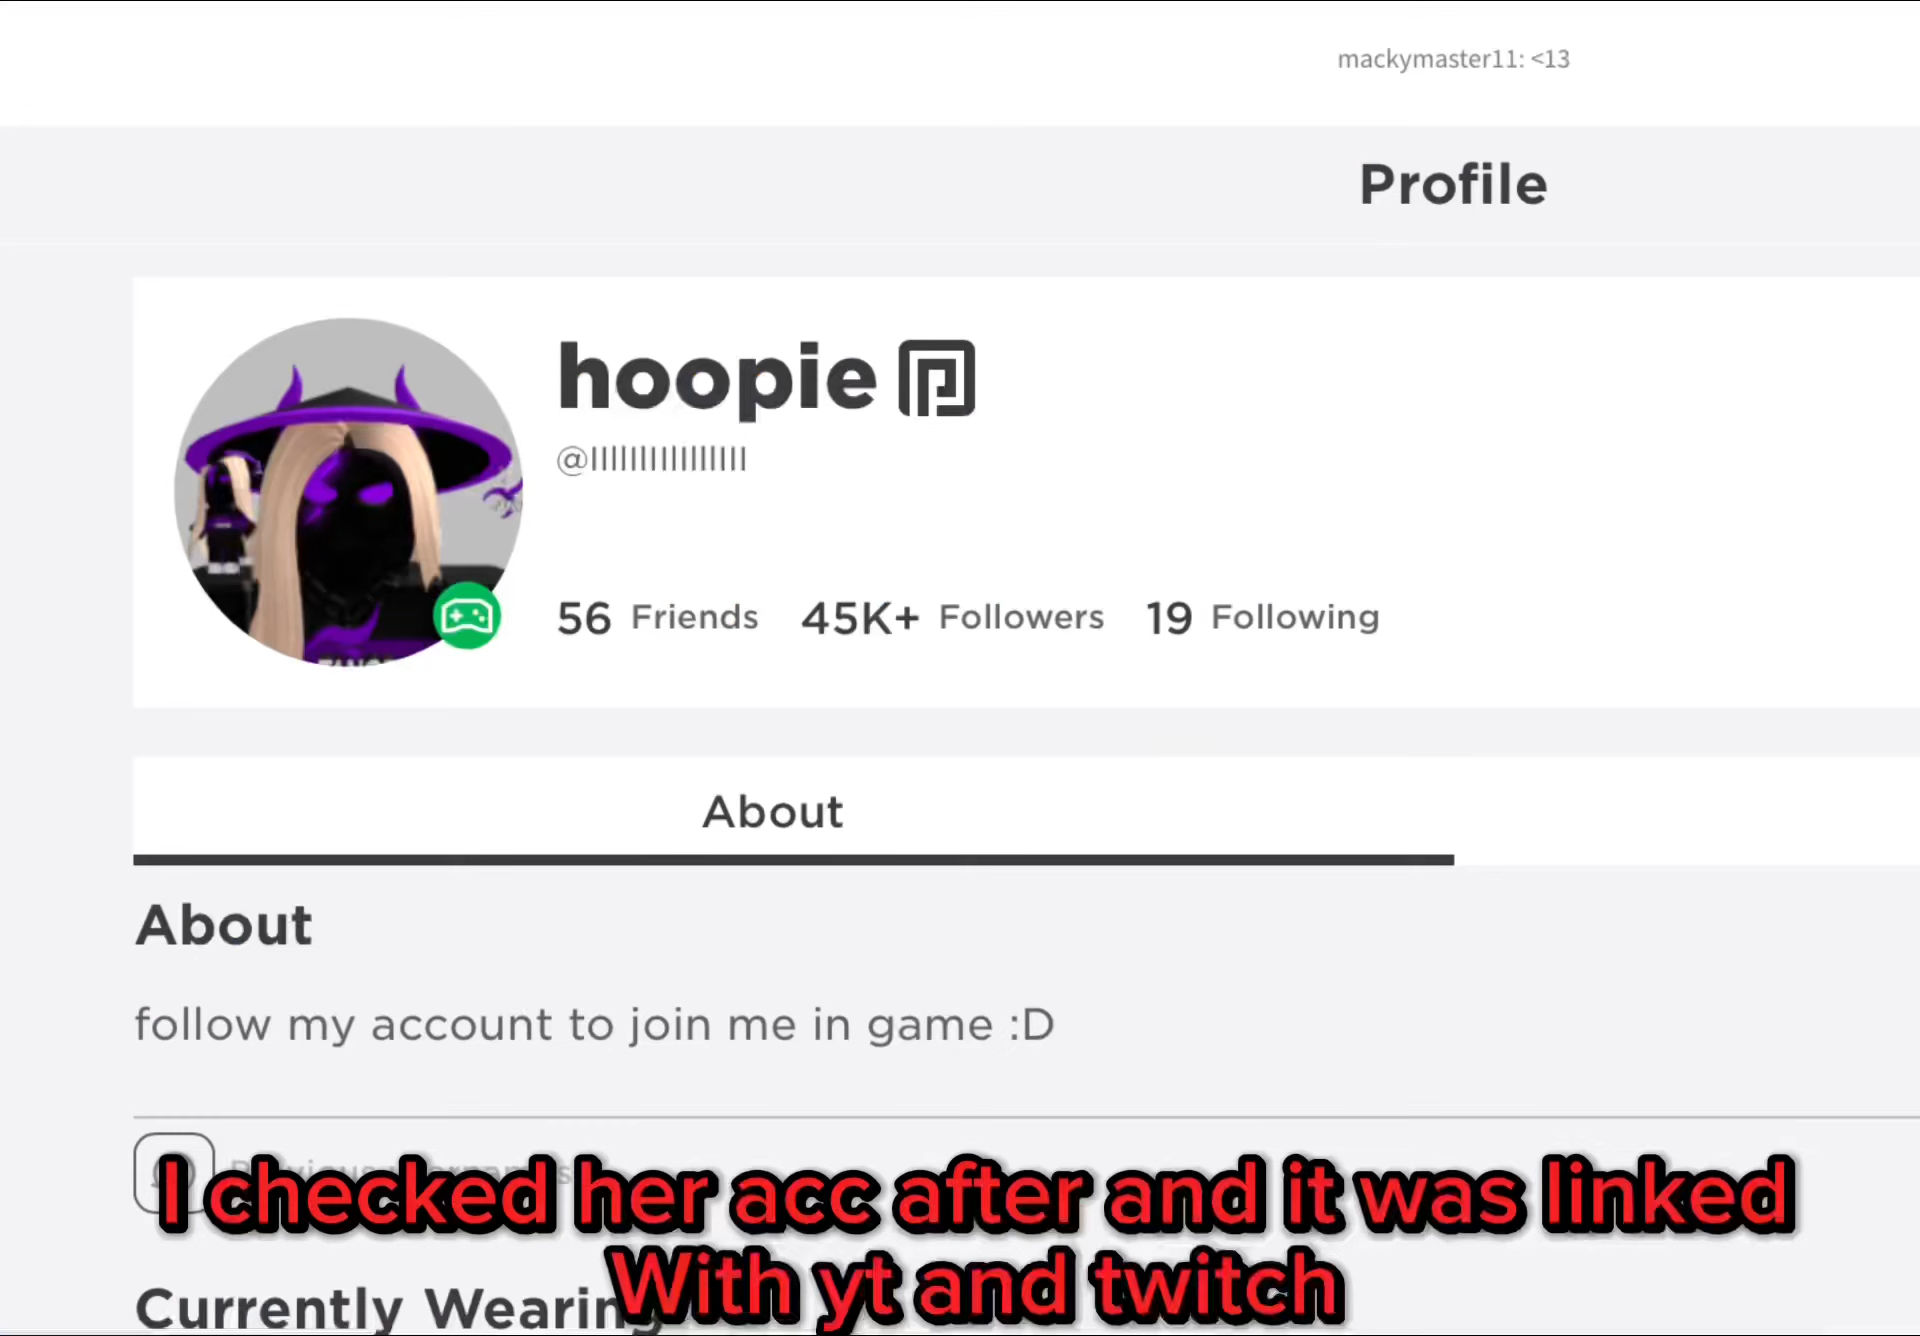 mackymaster11: <13
Profile
hoopie
56 Friends 45K+ Followers 19 Following
About
About
follow my account to join me in game :D
I checked her acc after and it was linked
With yt and twitch
Currently Wearing